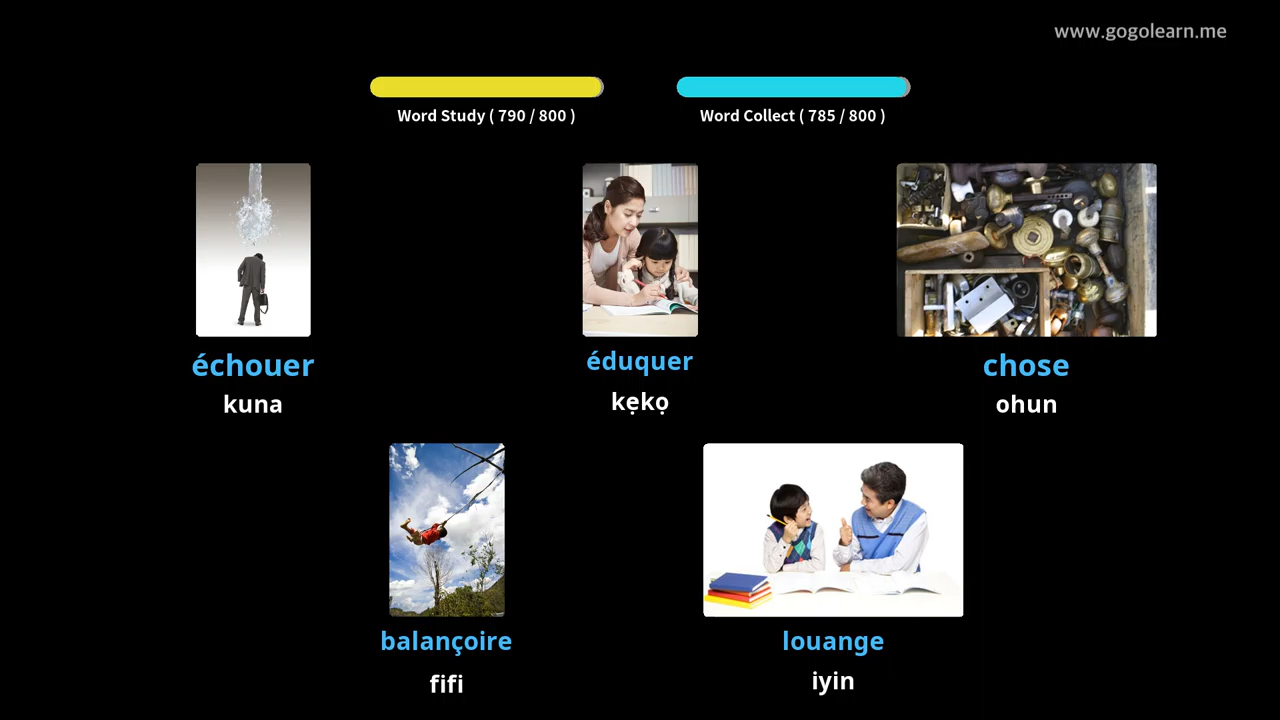 www.gogolearn.me
Word Study ( 790 / 800 )
Word Collect ( 785 / 800 )
échouer
kuna
éduquer
kẹkọ
chose
ohun
balançoire
fifi
louange
iyin